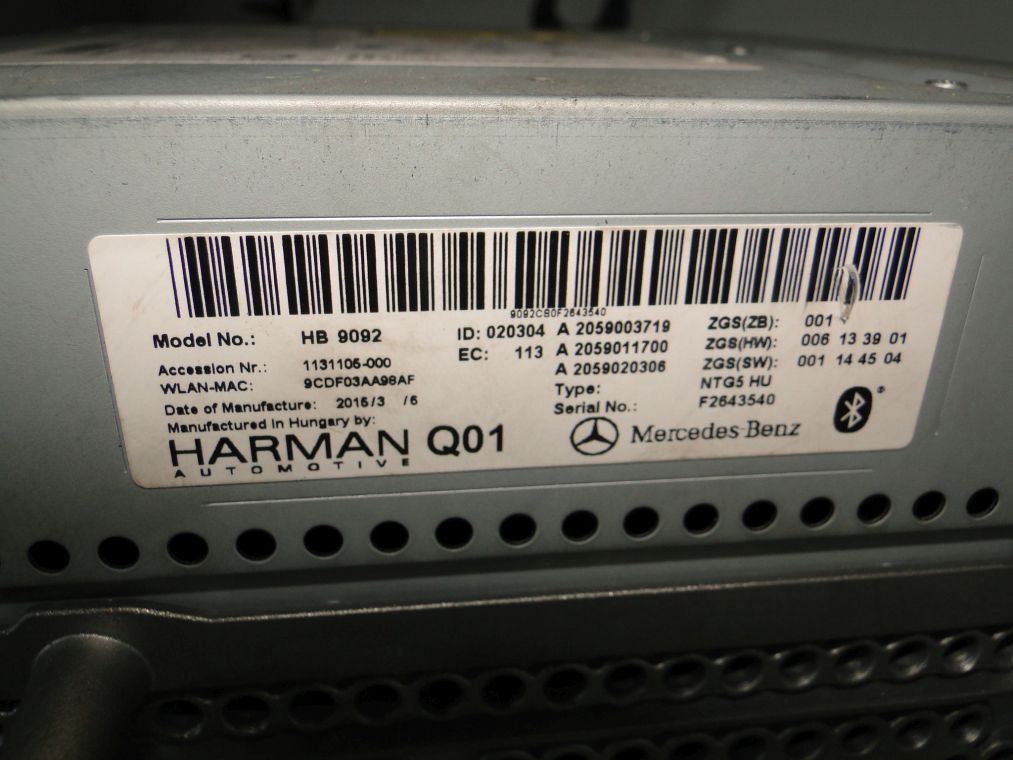 9092CS0F2643540
Model No.: HB 9092
Accession Nr.: 1131106-000
WLAN-MAC: 9CDF03AA98AF
Date of Manufacture: 2016/3 /6
Manufactured in Hungary by:
HARMAN Q01
AUTOMOTIVE
ID: 020304 A 2059003719
EC: 113 A 2059011700
A 2059020306
Type: NTG5 HU
Serial No.: F2643540
ZGS(ZB): 001
ZGS(HW): 006 13 39 01
ZGS(SW): 001 14 45 04
Mercedes-Benz